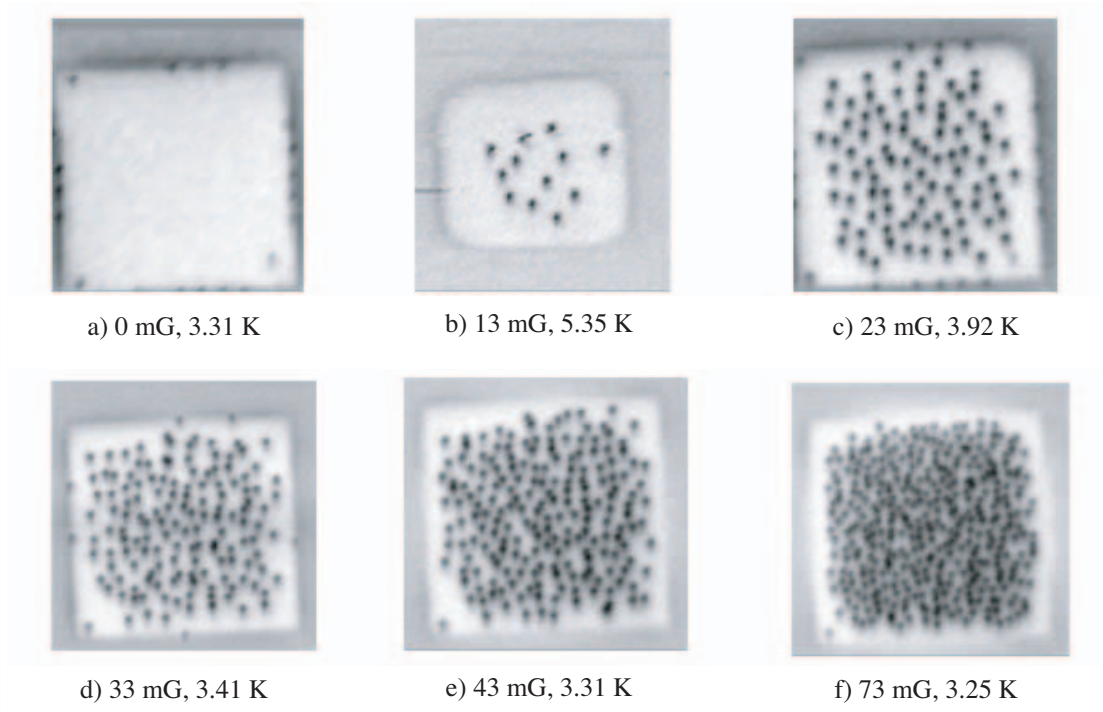 a) 0 mG, 3.31 K
b) 13 mG, 5.35 K
c) 23 mG, 3.92 K
d) 33 mG, 3.41 K
e) 43 mG, 3.31 K
f) 73 mG, 3.25 K